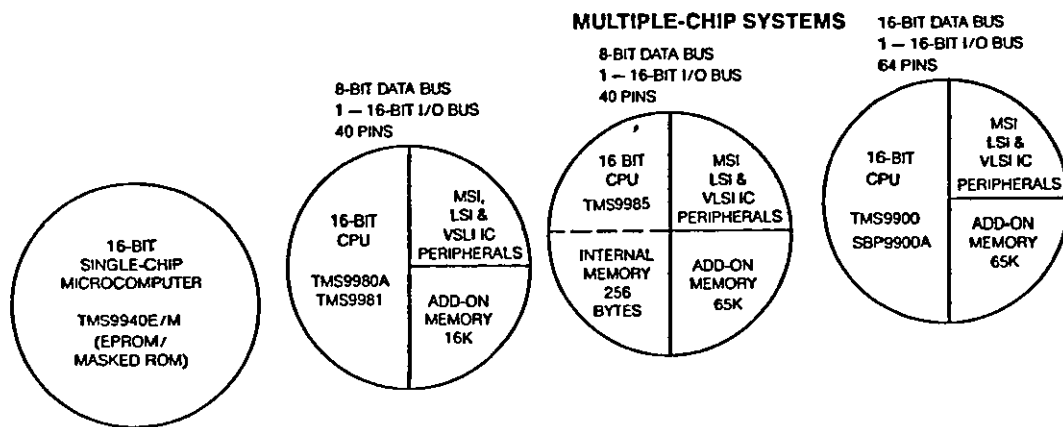 MULTIPLE-CHIP SYSTEMS
16-BIT
SINGLE-CHIP
MICROCOMPUTER
TMS9940E/M
(EPROM/
MASKED ROM)
8-BIT DATA BUS
1 – 16-BIT I/O BUS
40 PINS
16-BIT
CPU
TMS9980A
TMS9981
MSI,
LSI &
VSLI IC
PERIPHERALS
ADD-ON
MEMORY
16K
8-BIT DATA BUS
1 – 16-BIT I/O BUS
40 PINS
16 BIT
CPU
TMS9985
MSI
LSI &
VLSI IC
PERIPHERALS
INTERNAL
MEMORY
256
BYTES
ADD-ON
MEMORY
65K
16-BIT DATA BUS
1 – 16-BIT I/O BUS
64 PINS
16-BIT
CPU
TMS9900
SBP9900A
MSI
LSI &
VLSI IC
PERIPHERALS
ADD-ON
MEMORY
65K